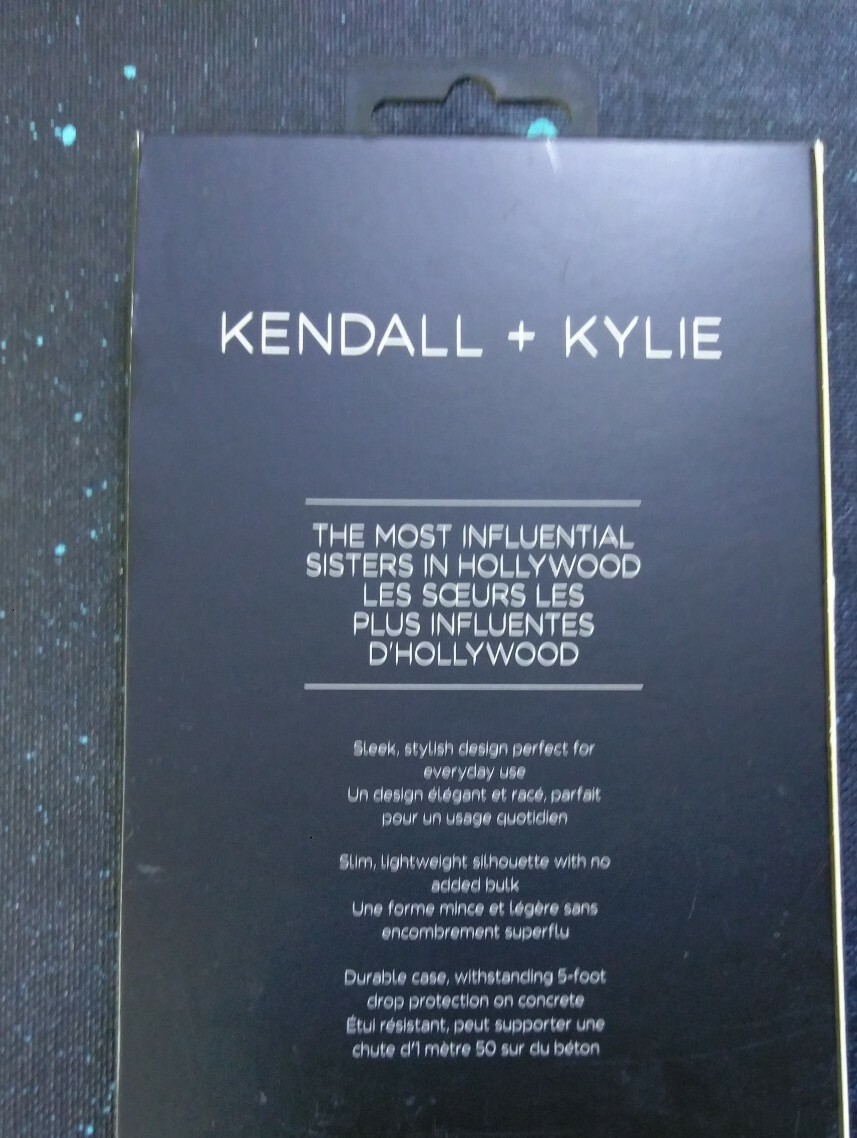 KENDALL + KYLIE
THE MOST INFLUENTIAL
SISTERS IN HOLLYWOOD
LES SŒURS LES
PLUS INFLUENTES
D'HOLLYWOOD
Sleek, stylish design perfect for
everyday use
Un design élégant et racé, parfait
pour un usage quotidien
Slim, lightweight silhouette with no
added bulk
Une forme mince et légère sans
encombrement superflu
Durable case, withstanding 5-foot
drop protection on concrete
Étui résistant, peut supporter une
chute d'1 mètre 50 sur du béton